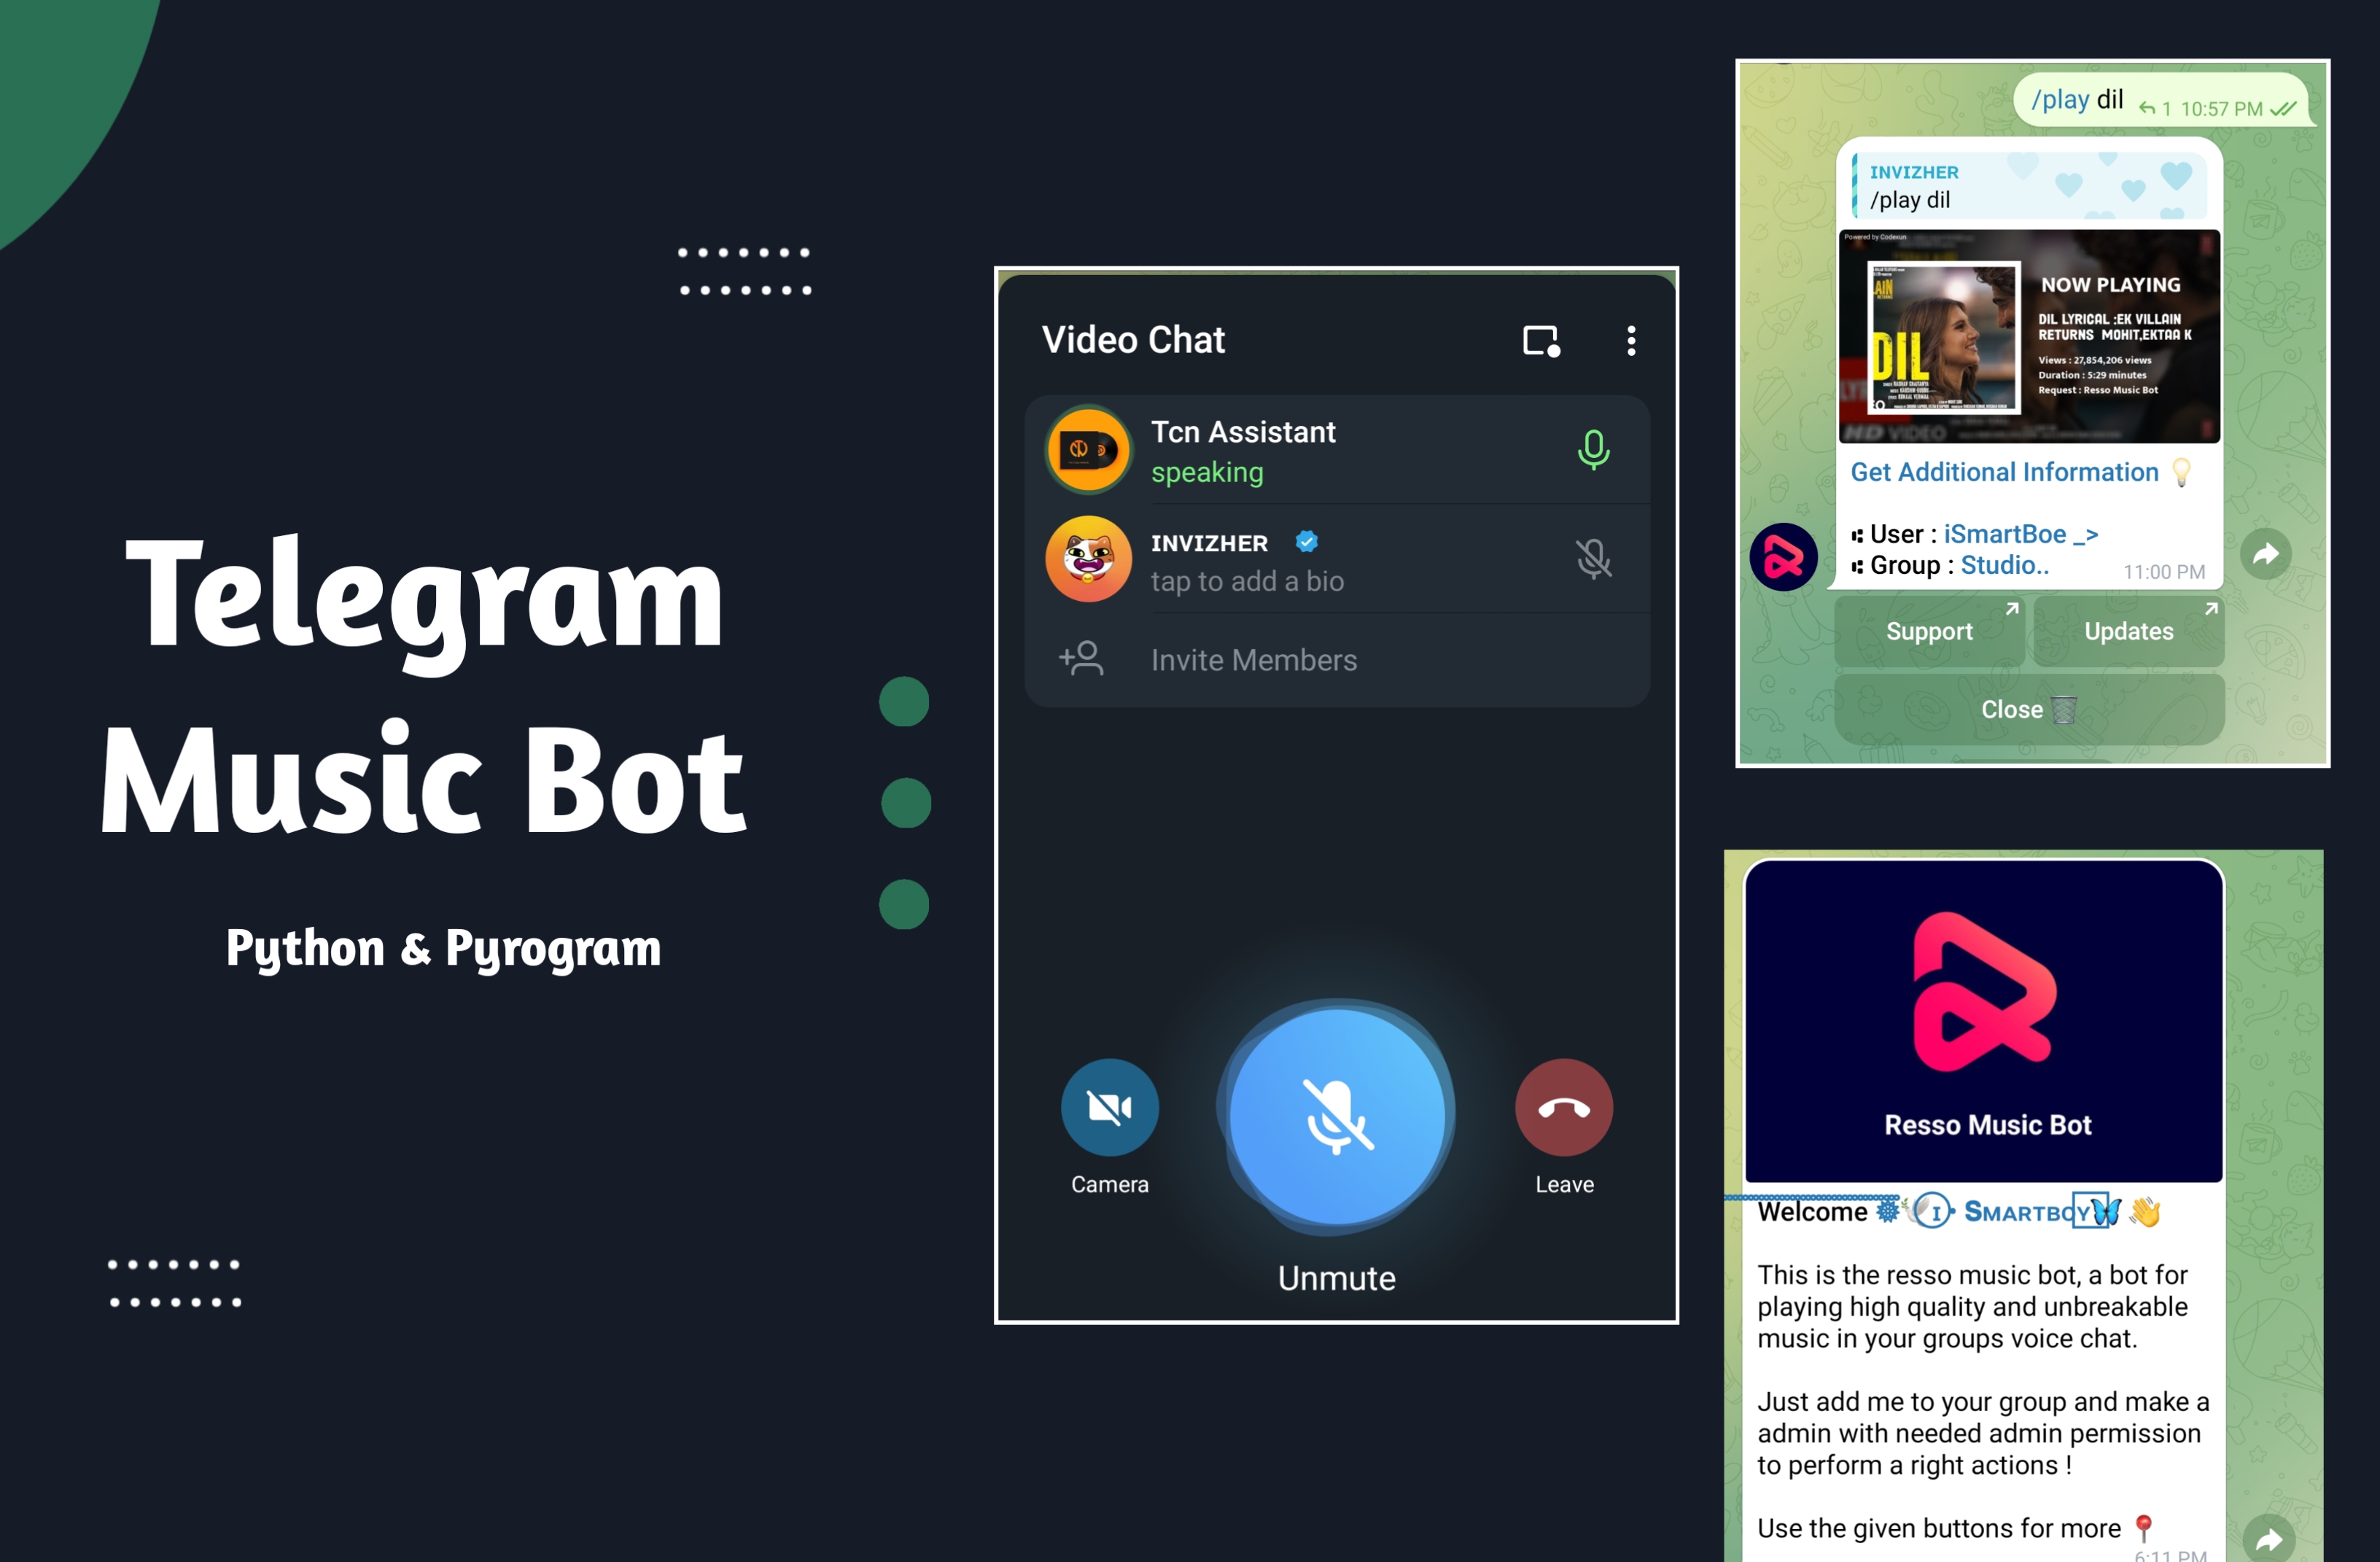 Telegram
Music Bot
Python & Pyrogram
Video Chat
Tcn Assistant
speaking
INVIZHER
tap to add a bio
Invite Members
Camera
Leave
Unmute
/play dil 1 10:57 PM
INVIZHER
/play dil
Powered by Codexun
DIL
NOW PLAYING
DIL LYRICAL :EK VILLAIN
RETURNS MOHIT,EKTAA K
Views : 27,854,206 views
Duration : 5:29 minutes
Request : Resso Music Bot
HD VIDEO
Get Additional Information 💡
⑆ User : iSmartBoe _>
⑆ Group : Studio..
11:00 PM
Support
Updates
Close 🗑️
Resso Music Bot
Welcome I SMARTBOY 🦋 👋
This is the resso music bot, a bot for
playing high quality and unbreakable
music in your groups voice chat.
Just add me to your group and make a
admin with needed admin permission
to perform a right actions !
Use the given buttons for more 📍
6:11 PM